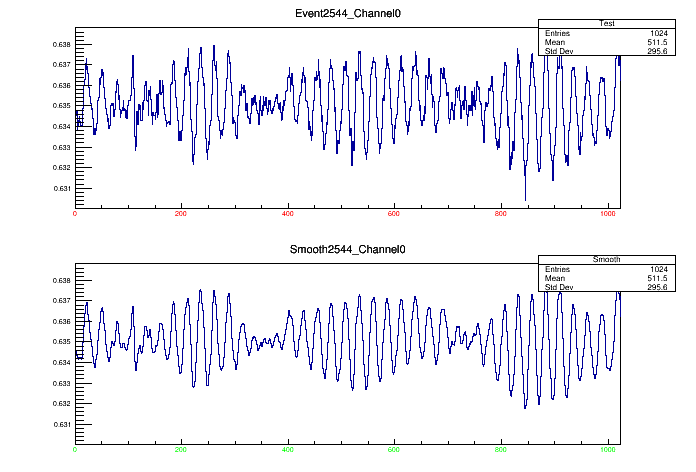 Event2544_Channel0
Test
Entries 1024
Mean 511.5
Std Dev 295.6
0.638
0.637
0.636
0.635
0.634
0.633
0.632
0.631
0 200 400 600 800 1000
Smooth2544_Channel0
Smooth
Entries 1024
Mean 511.5
Std Dev 295.6
0.638
0.637
0.636
0.635
0.634
0.633
0.632
0.631
0 200 400 600 800 1000